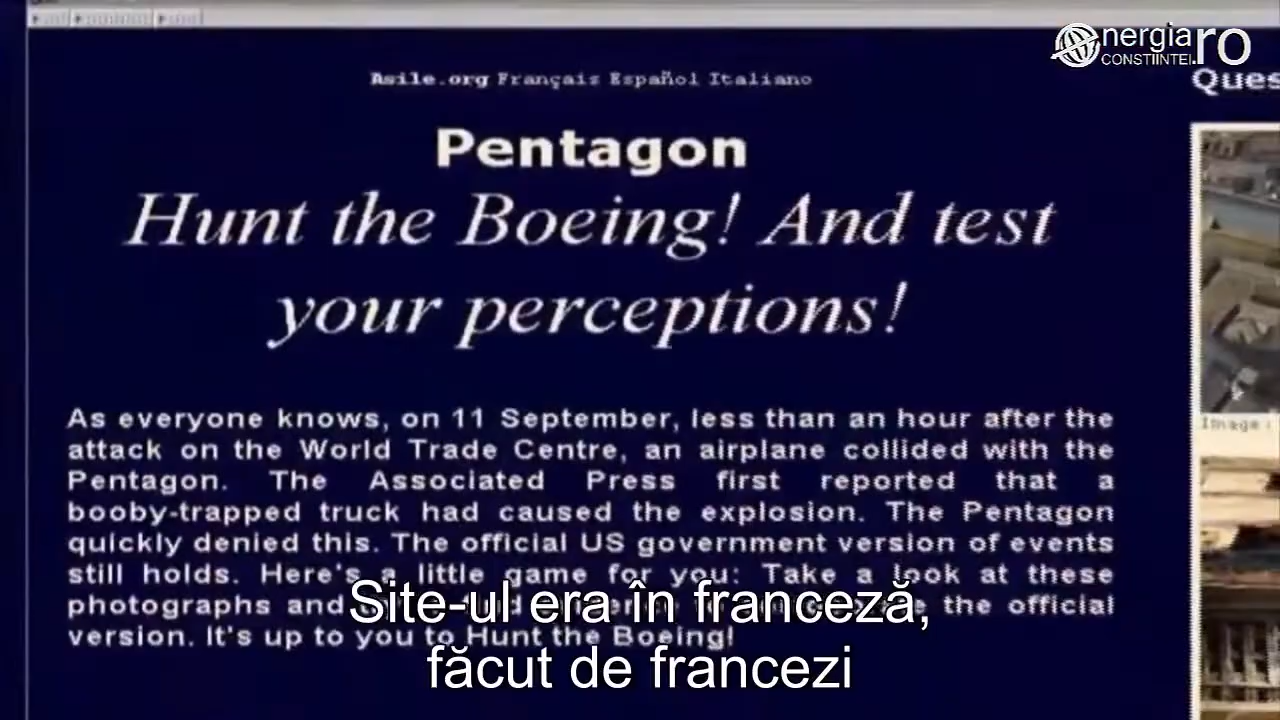 nergia.ro
CONSTIINTEI
Asile.org Français Español Italiano
Ques
Pentagon
Hunt the Boeing! And test
your perceptions!
As everyone knows, on 11 September, less than an hour after the
attack on the World Trade Centre, an airplane collided with the
Pentagon. The Associated Press first reported that a
booby-trapped truck had caused the explosion. The Pentagon
quickly denied this. The official US government version of events
still holds. Here's a little game for you: Take a look at these
photographs and the official
version. It's up to you to Hunt the Boeing!
Image
Site-ul era în franceză,
făcut de francezi